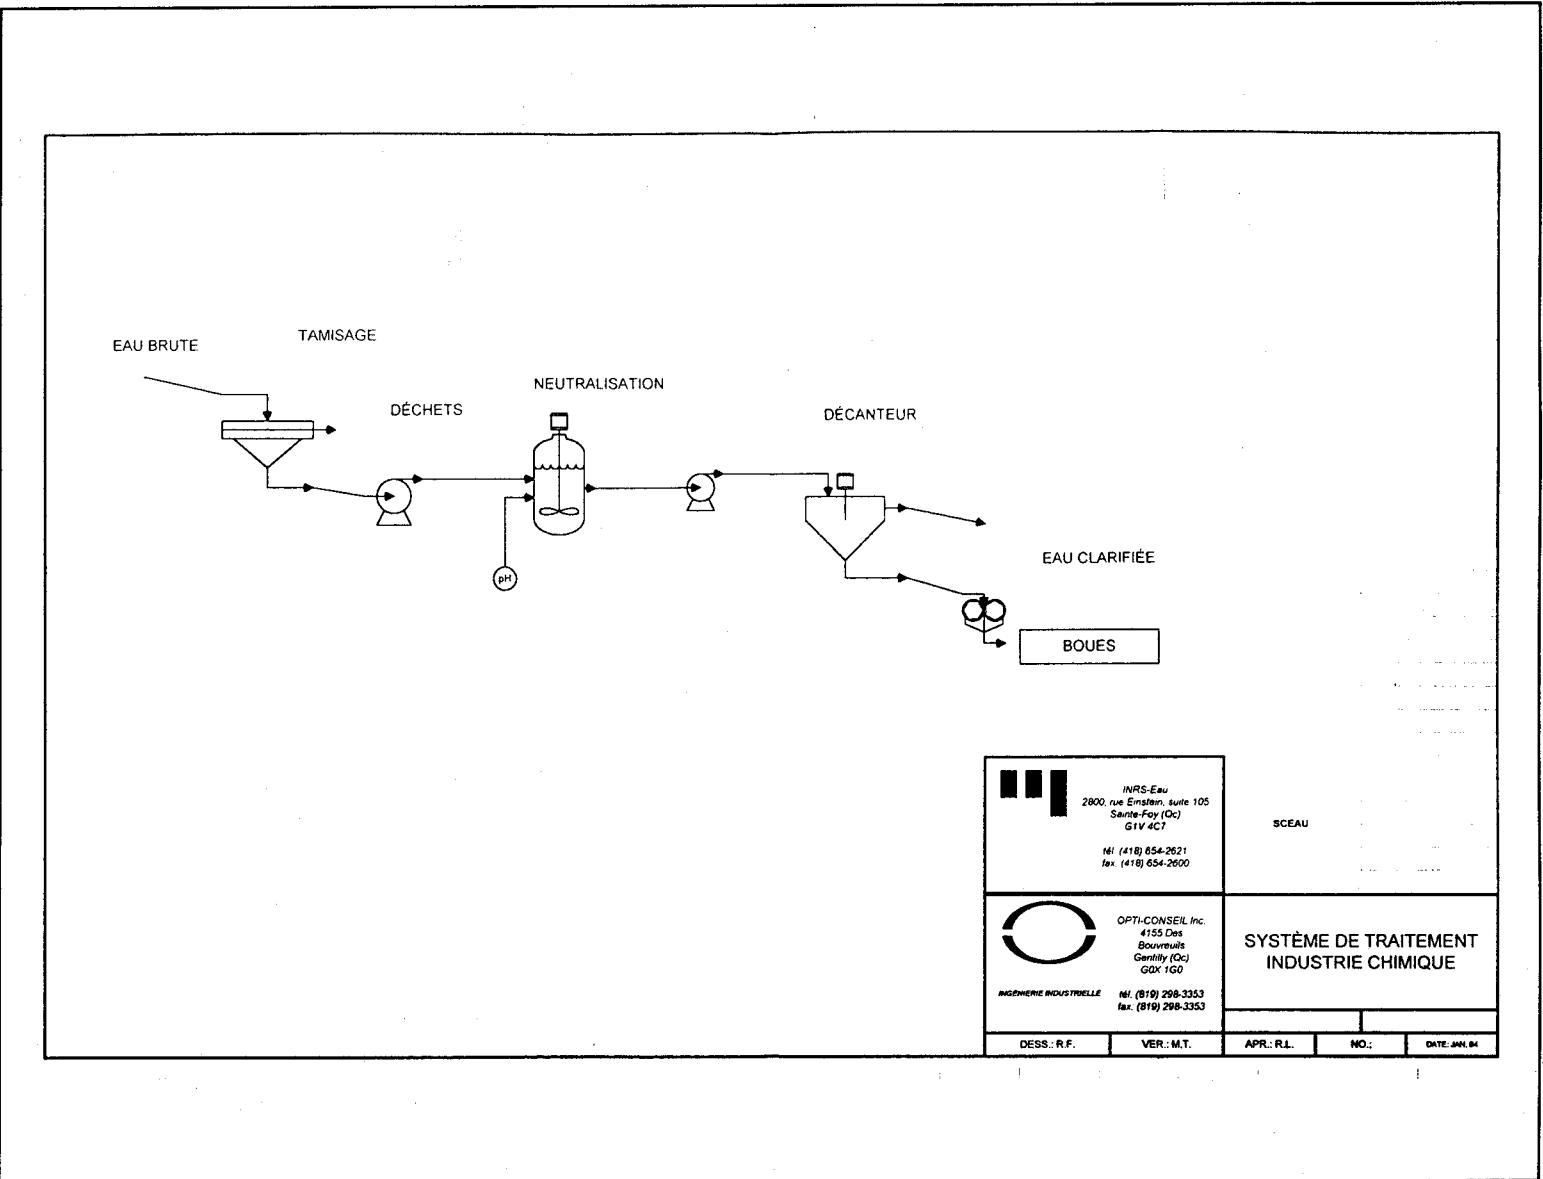 EAU BRUTE
TAMISAGE
DÉCHETS
NEUTRALISATION
DÉCANTEUR
pH
EAU CLARIFIÉE
BOUES
INRS-Eau
2800, rue Einstein, suite 105
Sainte-Foy (Qc)
G1V 4C7
tél. (418) 654-2621
fax. (418) 654-2600
SCEAU
OPTI-CONSEIL Inc.
4155 Des
Bouvreuils
Gentilly (Qc)
G0X 1G0
INGÉNIERIE INDUSTRIELLE
tél. (819) 298-3353
fax. (819) 298-3353
SYSTÈME DE TRAITEMENT
INDUSTRIE CHIMIQUE
DESS.: R.F.
VER.: M.T.
APR.: R.L.
NO.:
DATE: JAN. 94